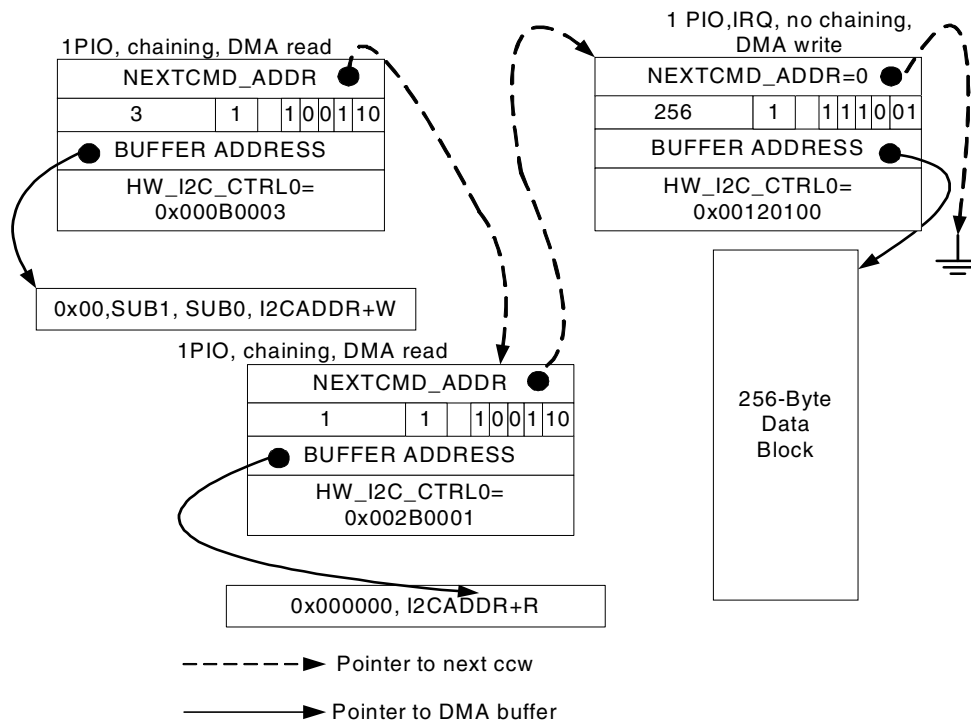 1PIO, chaining, DMA read
NEXTCMD_ADDR
3 1 1 0 0 1 10
BUFFER ADDRESS
HW_I2C_CTRL0=
0x000B0003
0x00,SUB1, SUB0, I2CADDR+W
1PIO, chaining, DMA read
NEXTCMD_ADDR
1 1 1 0 0 1 10
BUFFER ADDRESS
HW_I2C_CTRL0=
0x002B0001
0x000000, I2CADDR+R
1 PIO,IRQ, no chaining,
DMA write
NEXTCMD_ADDR=0
256 1 1 1 1 0 01
BUFFER ADDRESS
HW_I2C_CTRL0=
0x00120100
256-Byte
Data
Block
Pointer to next ccw
Pointer to DMA buffer